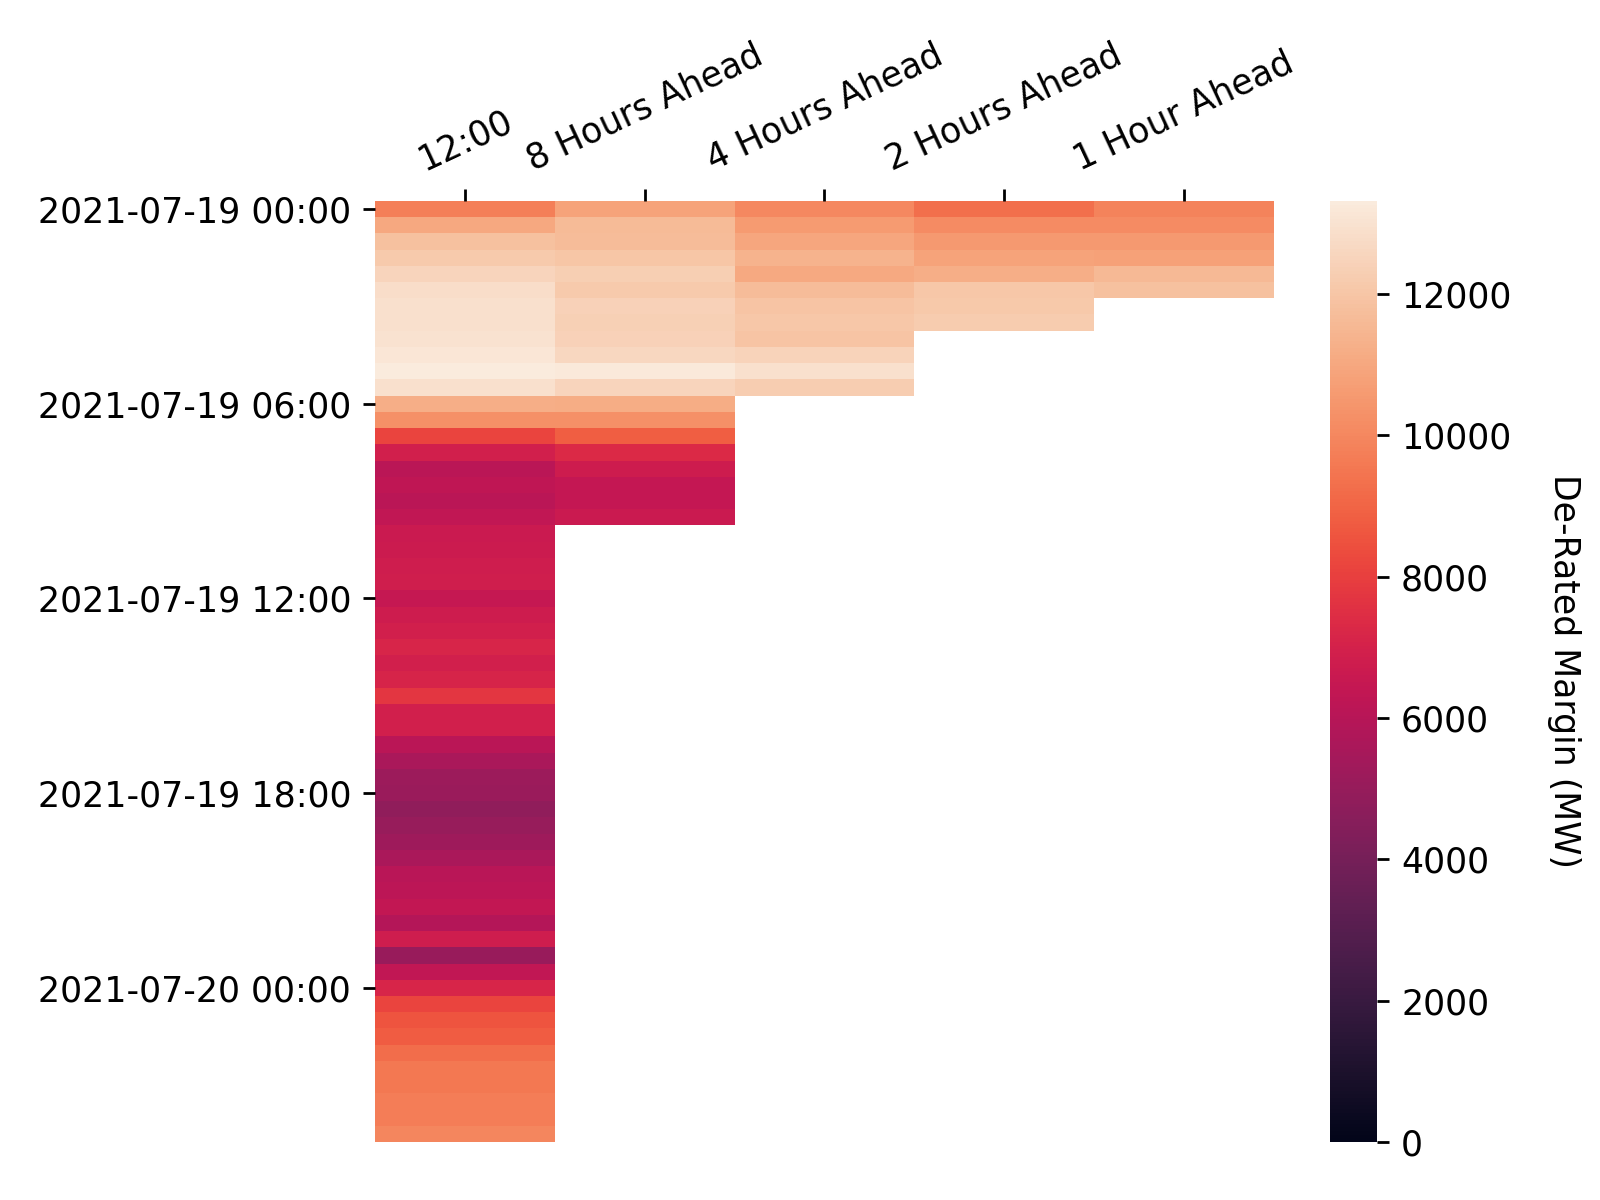 12:00
8 Hours Ahead
4 Hours Ahead
2 Hours Ahead
1 Hour Ahead
2021-07-19 00:00
2021-07-19 06:00
2021-07-19 12:00
2021-07-19 18:00
2021-07-20 00:00
12000
10000
8000
6000
4000
2000
0
De-Rated Margin (MW)